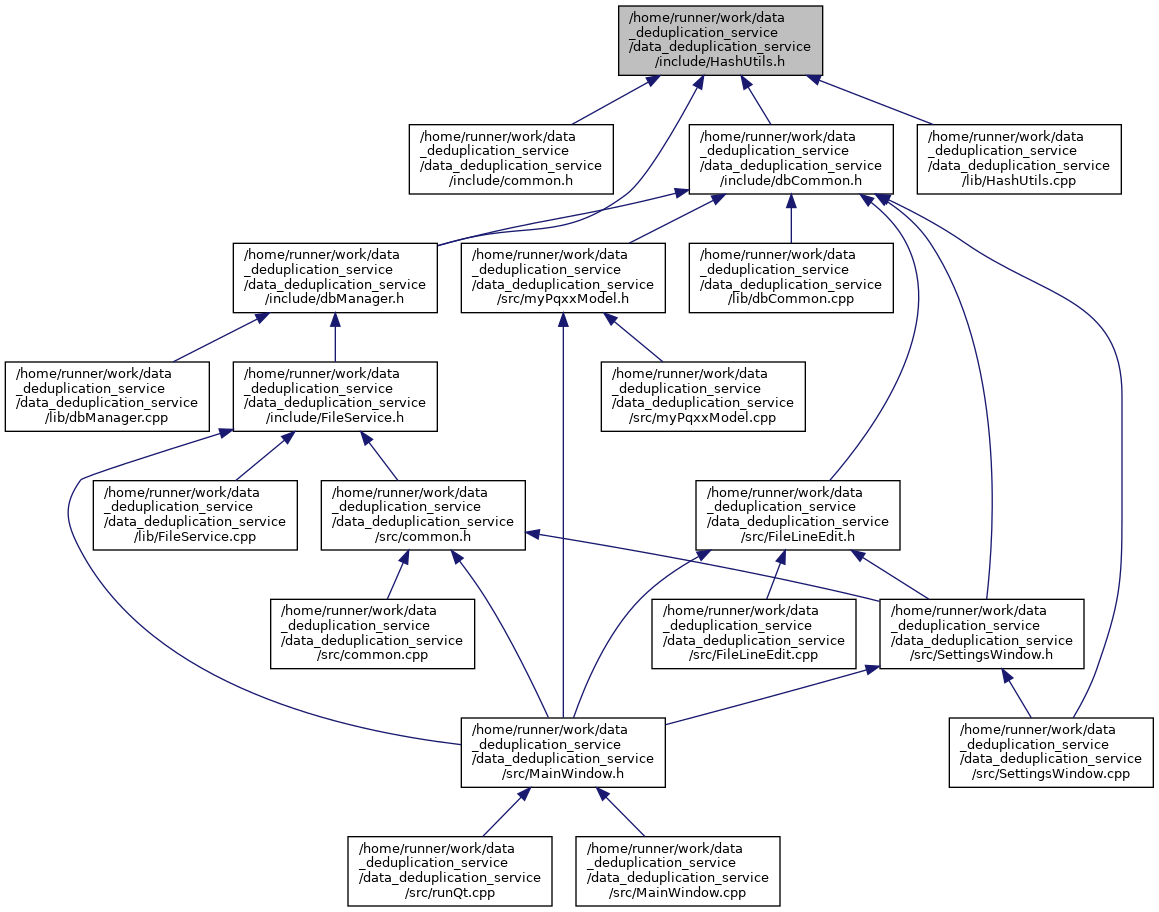 /home/runner/work/data
_deduplication_service
/data_deduplication_service
/include/HashUtils.h
/home/runner/work/data
_deduplication_service
/data_deduplication_service
/include/common.h
/home/runner/work/data
_deduplication_service
/data_deduplication_service
/include/dbCommon.h
/home/runner/work/data
_deduplication_service
/data_deduplication_service
/lib/HashUtils.cpp
/home/runner/work/data
_deduplication_service
/data_deduplication_service
/include/dbManager.h
/home/runner/work/data
_deduplication_service
/data_deduplication_service
/src/myPqxxModel.h
/home/runner/work/data
_deduplication_service
/data_deduplication_service
/lib/dbCommon.cpp
/home/runner/work/data
_deduplication_service
/data_deduplication_service
/lib/dbManager.cpp
/home/runner/work/data
_deduplication_service
/data_deduplication_service
/include/FileService.h
/home/runner/work/data
_deduplication_service
/data_deduplication_service
/src/myPqxxModel.cpp
/home/runner/work/data
_deduplication_service
/data_deduplication_service
/lib/FileService.cpp
/home/runner/work/data
_deduplication_service
/data_deduplication_service
/src/common.h
/home/runner/work/data
_deduplication_service
/data_deduplication_service
/src/FileLineEdit.h
/home/runner/work/data
_deduplication_service
/data_deduplication_service
/src/common.cpp
/home/runner/work/data
_deduplication_service
/data_deduplication_service
/src/FileLineEdit.cpp
/home/runner/work/data
_deduplication_service
/data_deduplication_service
/src/SettingsWindow.h
/home/runner/work/data
_deduplication_service
/data_deduplication_service
/src/MainWindow.h
/home/runner/work/data
_deduplication_service
/data_deduplication_service
/src/SettingsWindow.cpp
/home/runner/work/data
_deduplication_service
/data_deduplication_service
/src/runQt.cpp
/home/runner/work/data
_deduplication_service
/data_deduplication_service
/src/MainWindow.cpp